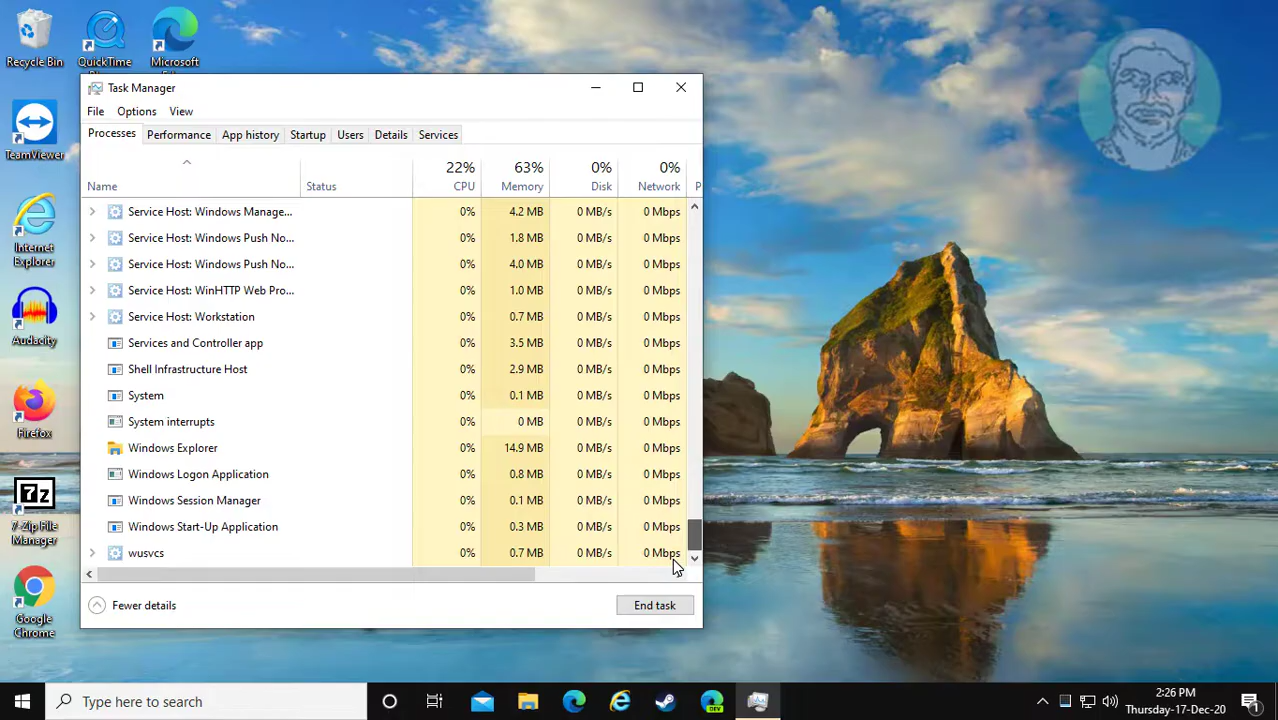 Recycle Bin
QuickTime
Microsoft
TeamViewer
Internet
Explorer
Audacity
Firefox
7z
7-Zip File
Manager
Google
Chrome
Task Manager
File Options View
Processes Performance App history Startup Users Details Services
22% 63% 0% 0%
Name Status CPU Memory Disk Network P
Service Host: Windows Manage... 0% 4.2 MB 0 MB/s 0 Mbps
Service Host: Windows Push No... 0% 1.8 MB 0 MB/s 0 Mbps
Service Host: Windows Push No... 0% 4.0 MB 0 MB/s 0 Mbps
Service Host: WinHTTP Web Pro... 0% 1.0 MB 0 MB/s 0 Mbps
Service Host: Workstation 0% 0.7 MB 0 MB/s 0 Mbps
Services and Controller app 0% 3.5 MB 0 MB/s 0 Mbps
Shell Infrastructure Host 0% 2.9 MB 0 MB/s 0 Mbps
System 0% 0.1 MB 0 MB/s 0 Mbps
System interrupts 0% 0 MB 0 MB/s 0 Mbps
Windows Explorer 0% 14.9 MB 0 MB/s 0 Mbps
Windows Logon Application 0% 0.8 MB 0 MB/s 0 Mbps
Windows Session Manager 0% 0.1 MB 0 MB/s 0 Mbps
Windows Start-Up Application 0% 0.3 MB 0 MB/s 0 Mbps
wusvcs 0% 0.7 MB 0 MB/s 0 Mbps
Fewer details End task
Type here to search
DEV
2:26 PM
Thursday-17-Dec-20
1